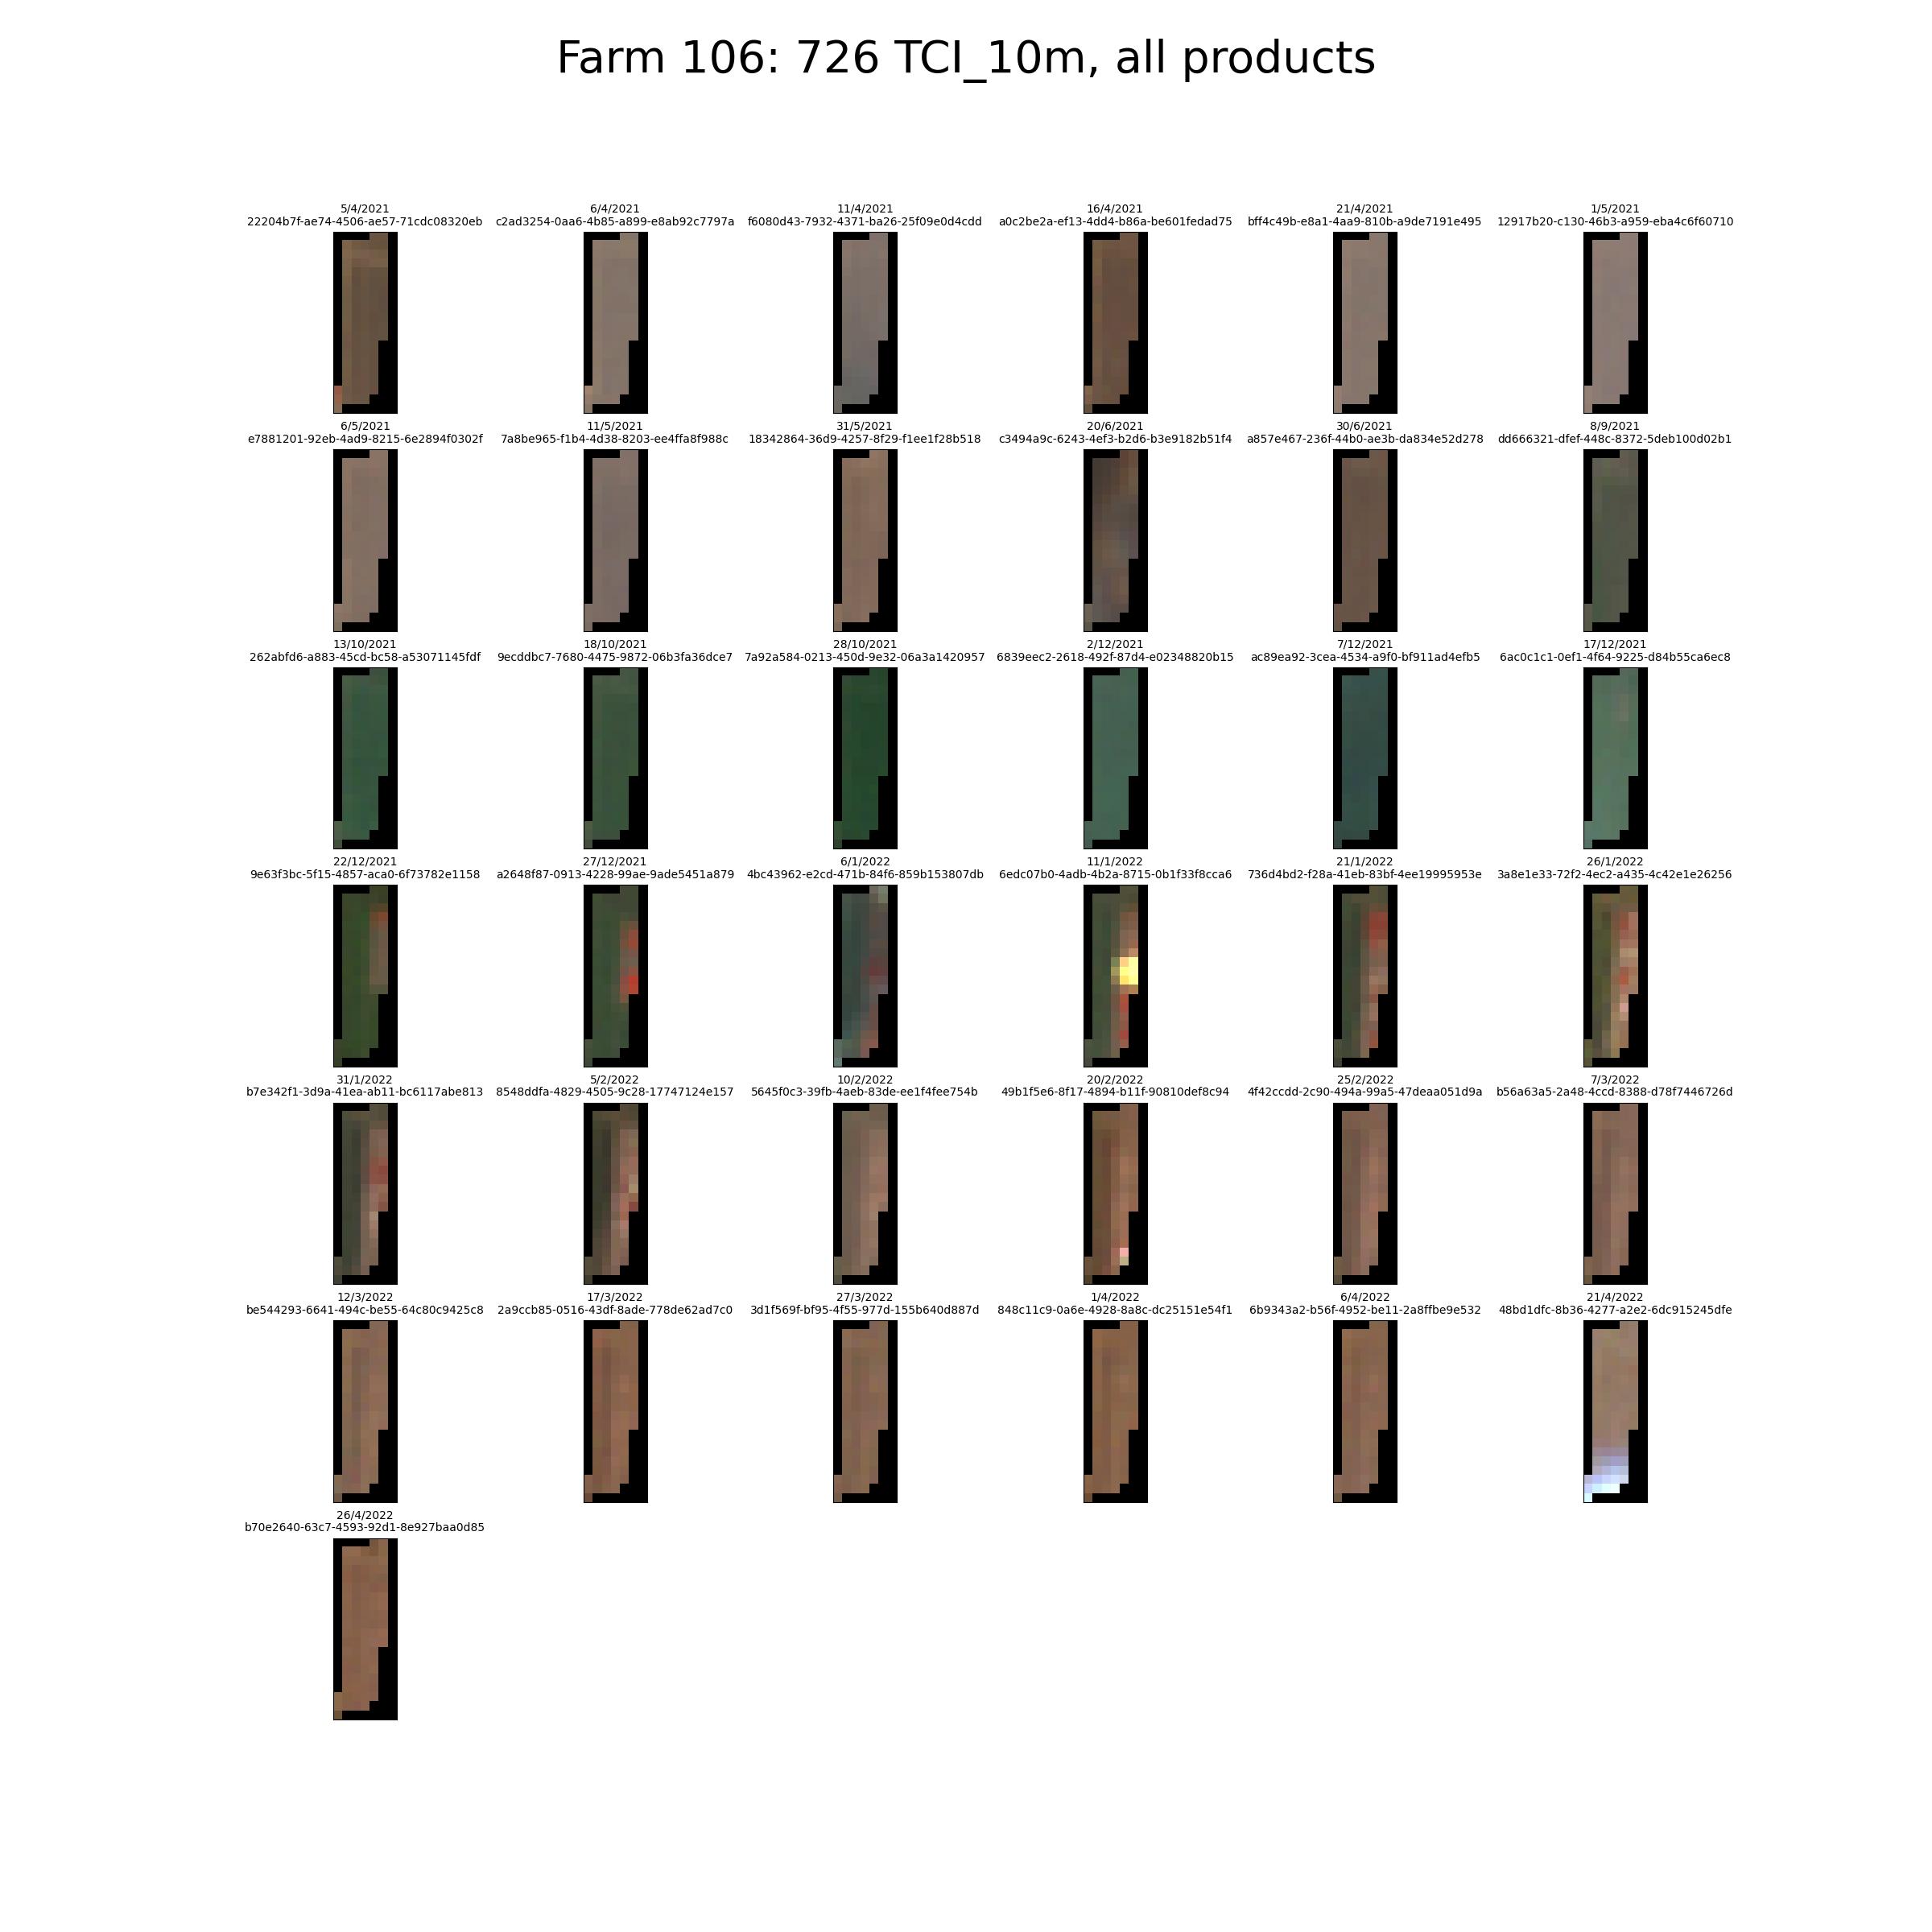 Farm 106: 726 TCI_10m, all products
5/4/2021
22204b7f-ae74-4506-ae57-71cdc08320eb
6/4/2021
c2ad3254-0aa6-4b85-a899-e8ab92c7797a
11/4/2021
f6080d43-7932-4371-ba26-25f09e0d4cdd
16/4/2021
a0c2be2a-ef13-4dd4-b86a-be601fedad75
21/4/2021
bff4c49b-e8a1-4aa9-810b-a9de7191e495
1/5/2021
12917b20-c130-46b3-a959-eba4c6f60710
6/5/2021
e7881201-92eb-4ad9-8215-6e2894f0302f
11/5/2021
7a8be965-f1b4-4d38-8203-ee4ffa8f988c
31/5/2021
18342864-36d9-4257-8f29-f1ee1f28b518
20/6/2021
c3494a9c-6243-4ef3-b2d6-b3e9182b51f4
30/6/2021
a857e467-236f-44b0-ae3b-da834e52d278
8/9/2021
dd666321-dfef-448c-8372-5deb100d02b1
13/10/2021
262abfd6-a883-45cd-bc58-a53071145fdf
18/10/2021
9ecddbc7-7680-4475-9872-06b3fa36dce7
28/10/2021
7a92a584-0213-450d-9e32-06a3a1420957
2/12/2021
6839eec2-2618-492f-87d4-e02348820b15
7/12/2021
ac89ea92-3cea-4534-a9f0-bf911ad4efb5
17/12/2021
6ac0c1c1-0ef1-4f64-9225-d84b55ca6ec8
22/12/2021
9e63f3bc-5f15-4857-aca0-6f73782e1158
27/12/2021
a2648f87-0913-4228-99ae-9ade5451a879
6/1/2022
4bc43962-e2cd-471b-84f6-859b153807db
11/1/2022
6edc07b0-4adb-4b2a-8715-0b1f33f8cca6
21/1/2022
736d4bd2-f28a-41eb-83bf-4ee19995953e
26/1/2022
3a8e1e33-72f2-4ec2-a435-4c42e1e26256
31/1/2022
b7e342f1-3d9a-41ea-ab11-bc6117abe813
5/2/2022
8548ddfa-4829-4505-9c28-17747124e157
10/2/2022
5645f0c3-39fb-4aeb-83de-ee1f4fee754b
20/2/2022
49b1f5e6-8f17-4894-b11f-90810def8c94
25/2/2022
4f42ccdd-2c90-494a-99a5-47deaa051d9a
7/3/2022
b56a63a5-2a48-4ccd-8388-d78f7446726d
12/3/2022
be544293-6641-494c-be55-64c80c9425c8
17/3/2022
2a9ccb85-0516-43df-8ade-778de62ad7c0
27/3/2022
3d1f569f-bf95-4f55-977d-155b640d887d
1/4/2022
848c11c9-0a6e-4928-8a8c-dc25151e54f1
6/4/2022
6b9343a2-b56f-4952-be11-2a8ffbe9e532
21/4/2022
48bd1dfc-8b36-4277-a2e2-6dc915245dfe
26/4/2022
b70e2640-63c7-4593-92d1-8e927baa0d85